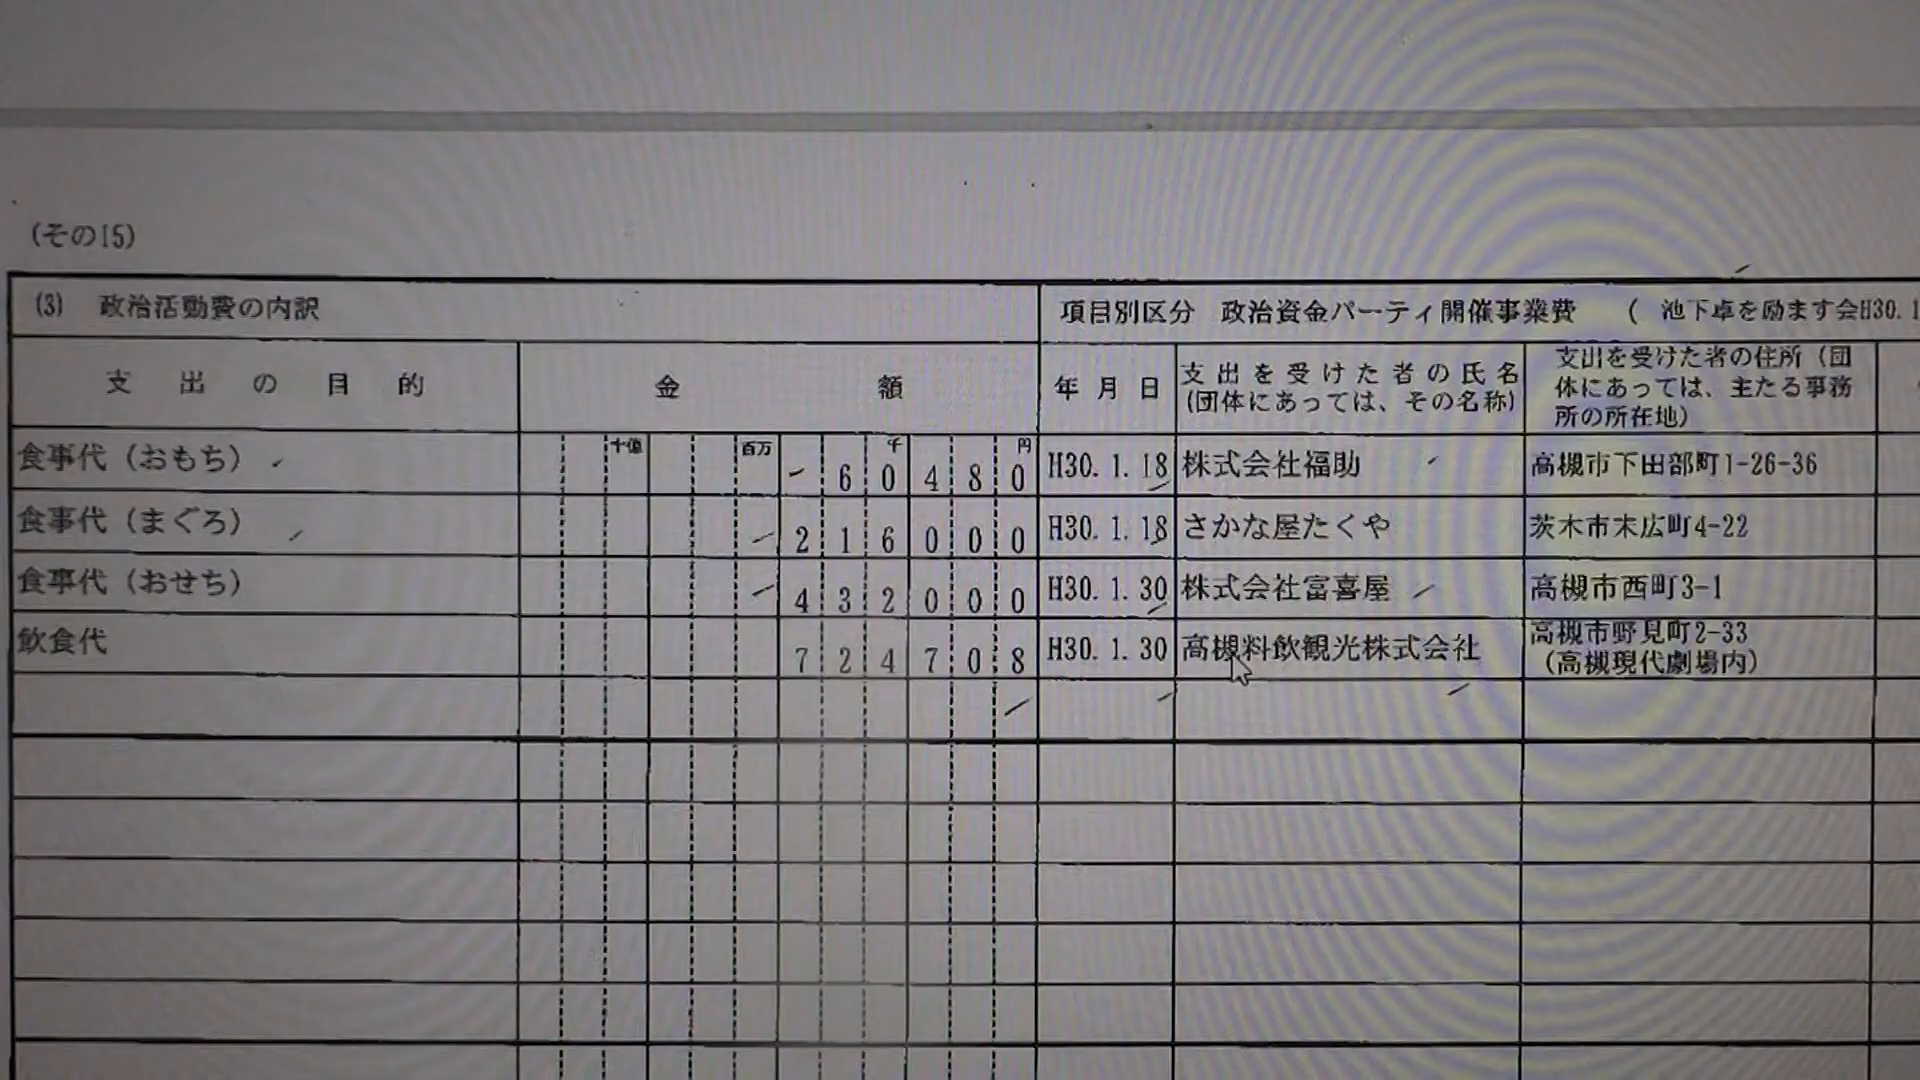 (その15)
(3) 政治活動費の内訳 項目別区分 政治資金パーティ開催事業費 ( 池下卓を励ます会H30.1
支出の目的 金額 年月日 支出を受けた者の氏名(団体にあっては、その名称) 支出を受けた者の住所(団体にあっては、主たる事務所の所在地)
十億 百万 千 円
食事代(おもち) 60480 H30.1.18 株式会社福助 高槻市下田部町1-26-36
食事代(まぐろ) 216000 H30.1.18 さかな屋たくや 茨木市末広町4-22
食事代(おせち) 432000 H30.1.30 株式会社富喜屋 高槻市西町3-1
飲食代 724708 H30.1.30 高槻料飲観光株式会社 高槻市野見町2-33
(高槻現代劇場内)